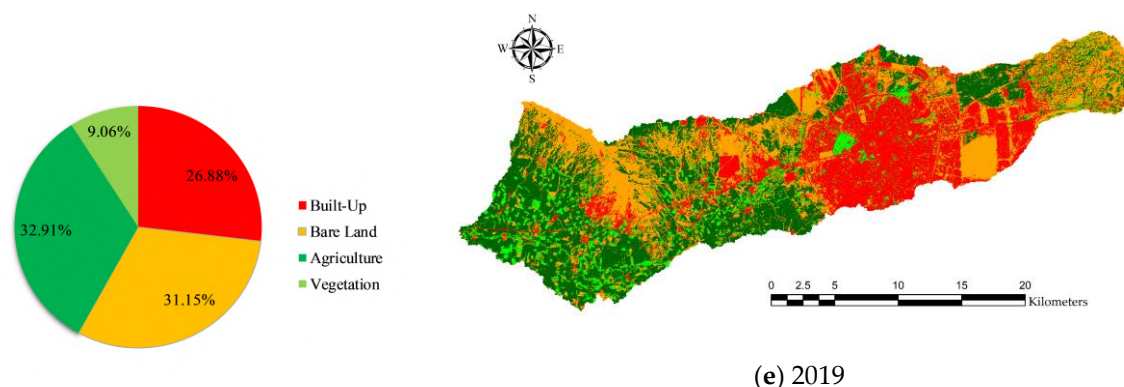 9.06%
26.88%
32.91%
31.15%
Built-Up
Bare Land
Agriculture
Vegetation
N
W E
S
0 2.5 5 10 15 20
Kilometers
(e) 2019